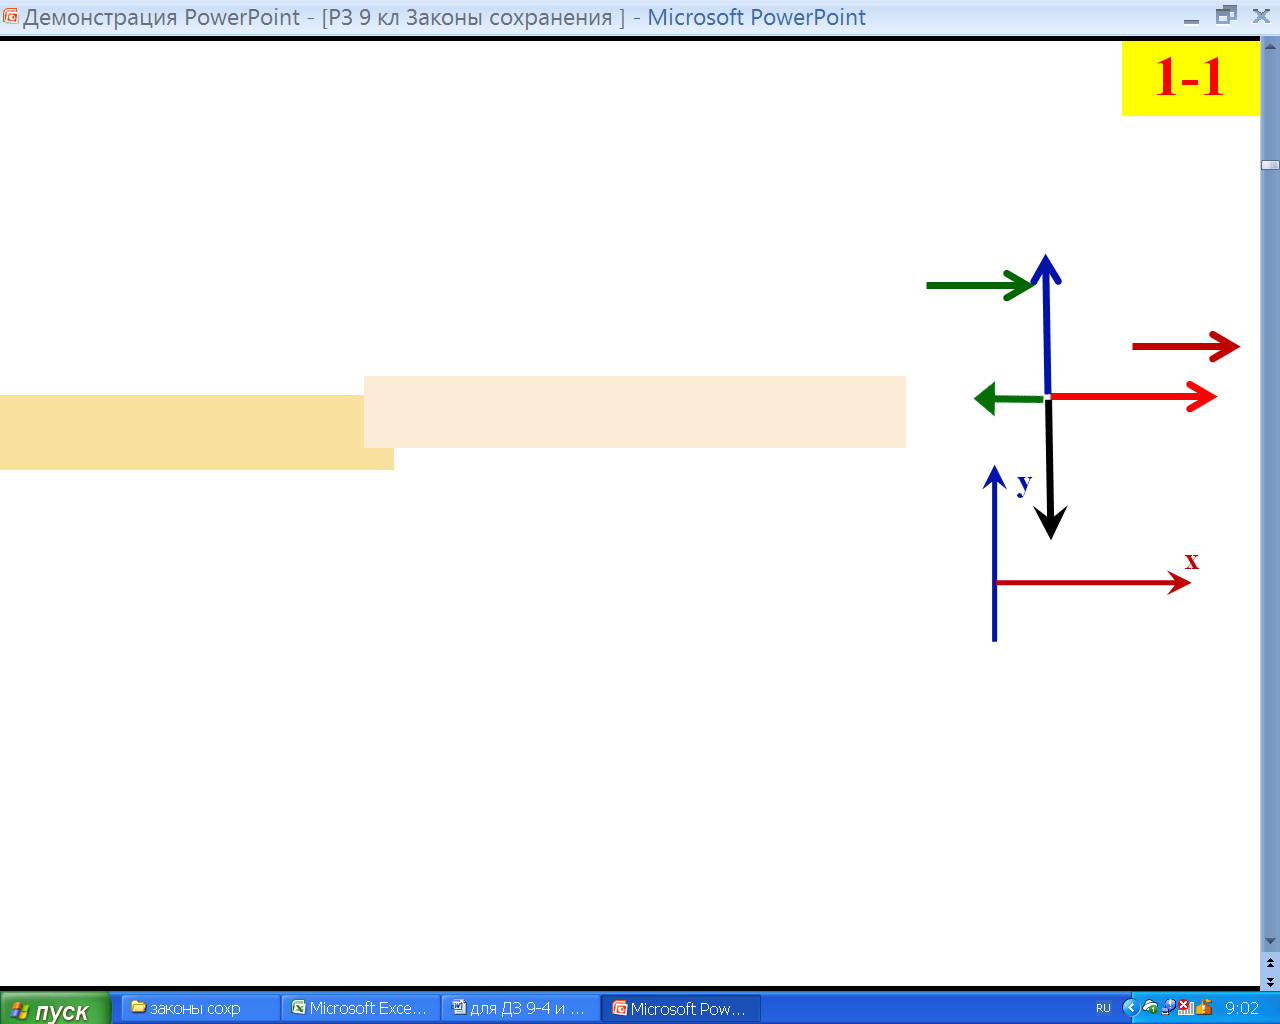 Демонстрация PowerPoint - [РЗ 9 кл Законы сохранения ] - Microsoft PowerPoint
1-1
y
x
пуск
законы сохр
Microsoft Exce...
для ДЗ 9-4 и ...
Microsoft Pow...
RU
9:02